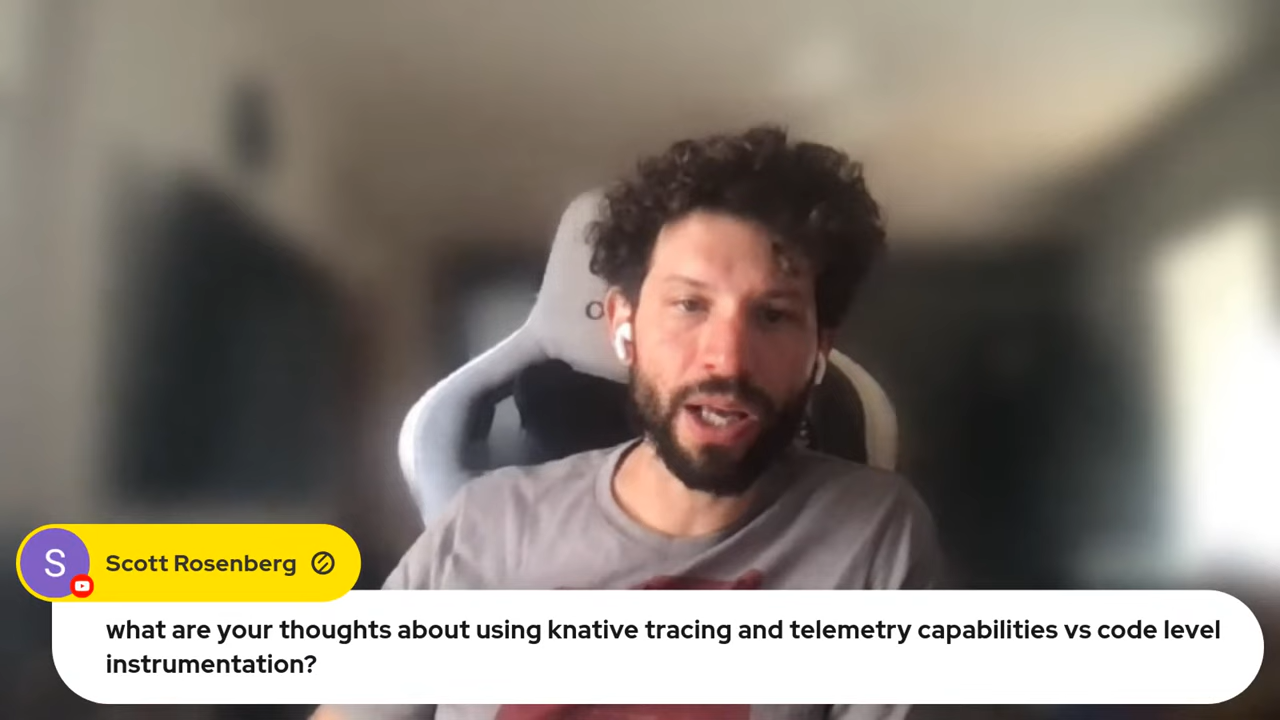 S
Scott Rosenberg
what are your thoughts about using knative tracing and telemetry capabilities vs code level
instrumentation?